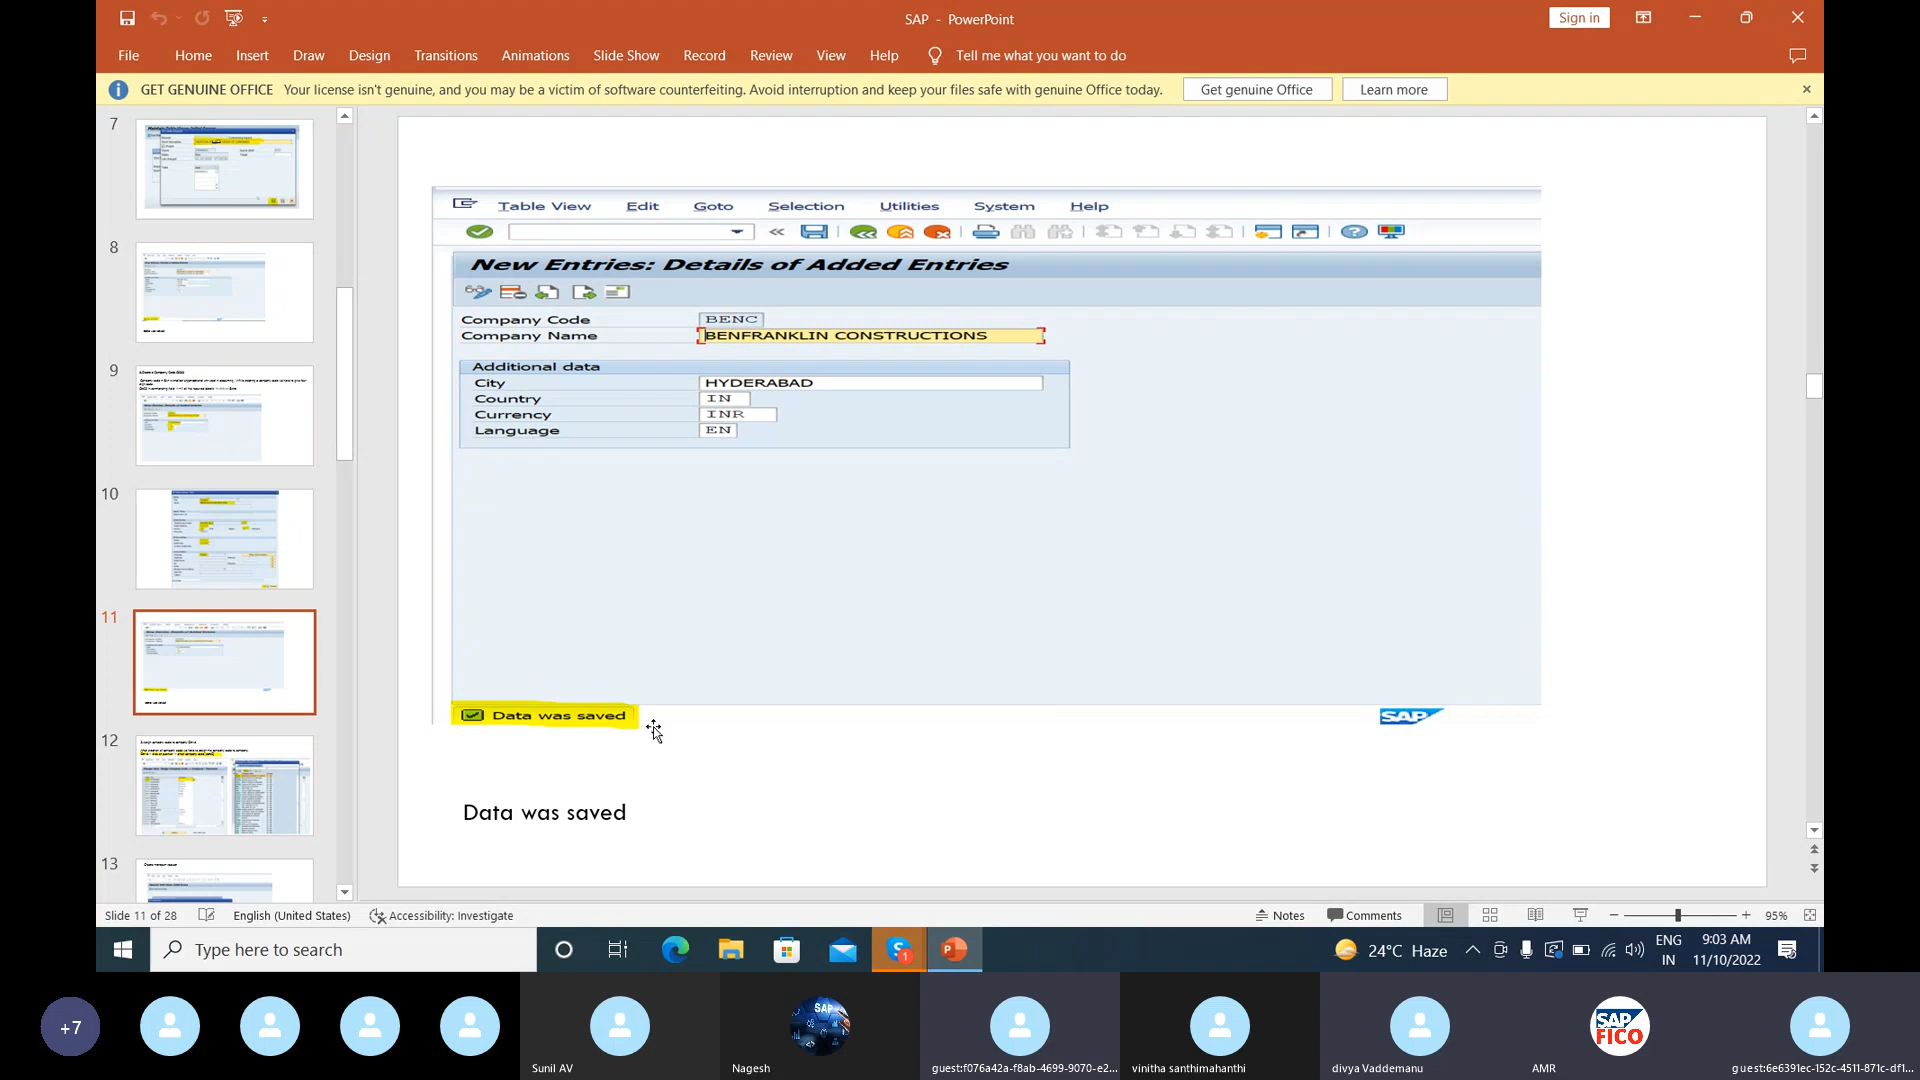 SAP - PowerPoint
Sign in
File Home Insert Draw Design Transitions Animations Slide Show Record Review View Help Tell me what you want to do
GET GENUINE OFFICE Your license isn't genuine, and you may be a victim of software counterfeiting. Avoid interruption and keep your files safe with genuine Office today. Get genuine Office Learn more
7
8
9
10
11
12
13
Table View Edit Goto Selection Utilities System Help
New Entries: Details of Added Entries
Company Code BENC
Company Name BENFRANKLIN CONSTRUCTIONS
Additional data
City HYDERABAD
Country IN
Currency INR
Language EN
Data was saved
SAP
Data was saved
Slide 11 of 28 English (United States) Accessibility: Investigate Notes Comments 95%
Type here to search
1
24°C Haze
ENG
IN
9:03 AM
11/10/2022
+7
SAP
SAP
FICO
Sunil AV
Nagesh
guest:f076a42a-f8ab-4699-9070-e2...
vinitha santhimahanthi
divya Vaddemanu
AMR
guest:6e6391ec-152c-4511-871c-df1...